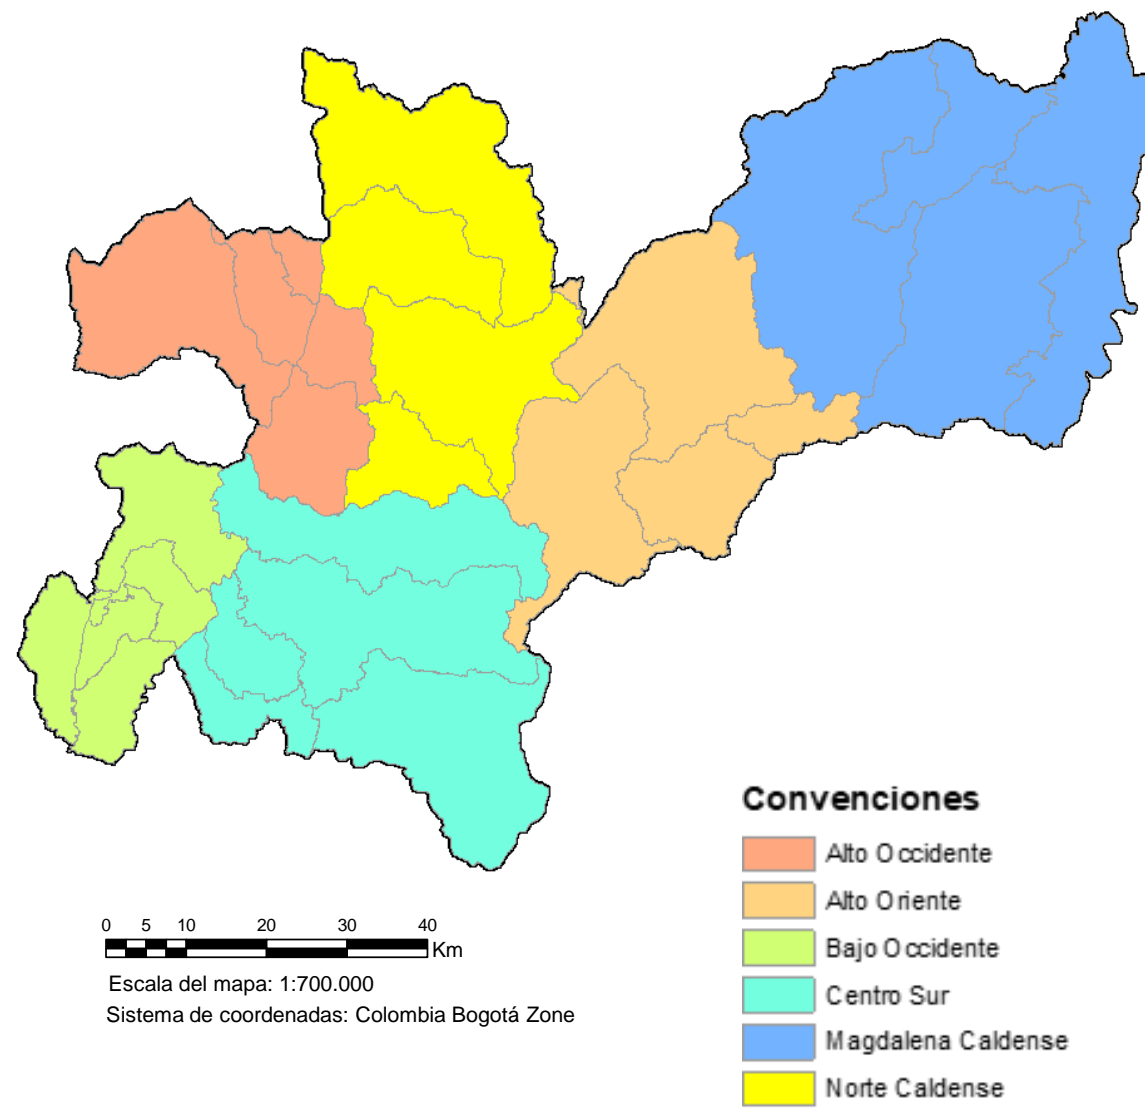 Convenciones
Alto Occidente
Alto Oriente
Bajo Occidente
Centro Sur
Magdalena Caldense
Norte Caldense
0 5 10 20 30 40
Km
Escala del mapa: 1:700.000
Sistema de coordenadas: Colombia Bogotá Zone